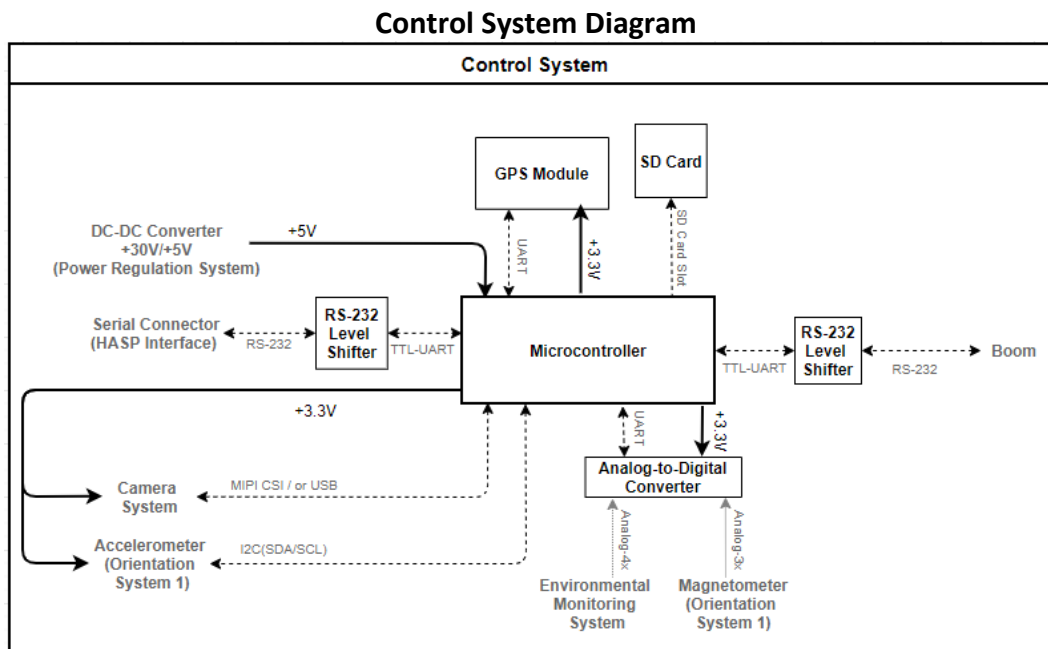 Control System Diagram
Control System
GPS Module
SD Card
DC-DC Converter
+30V/+5V
(Power Regulation System)
+5V
UART
+3.3V
SD Card Slot
Serial Connector
(HASP Interface)
RS-232
RS-232
Level
Shifter
TTL-UART
Microcontroller
TTL-UART
RS-232
Level
Shifter
RS-232
Boom
+3.3V
UART
+3.3V
Analog-to-Digital
Converter
Camera
System
MIPI CSI / or USB
Accelerometer
(Orientation
System 1)
I2C(SDA/SCL)
Analog-4x
Analog-3x
Environmental
Monitoring
System
Magnetometer
(Orientation
System 1)